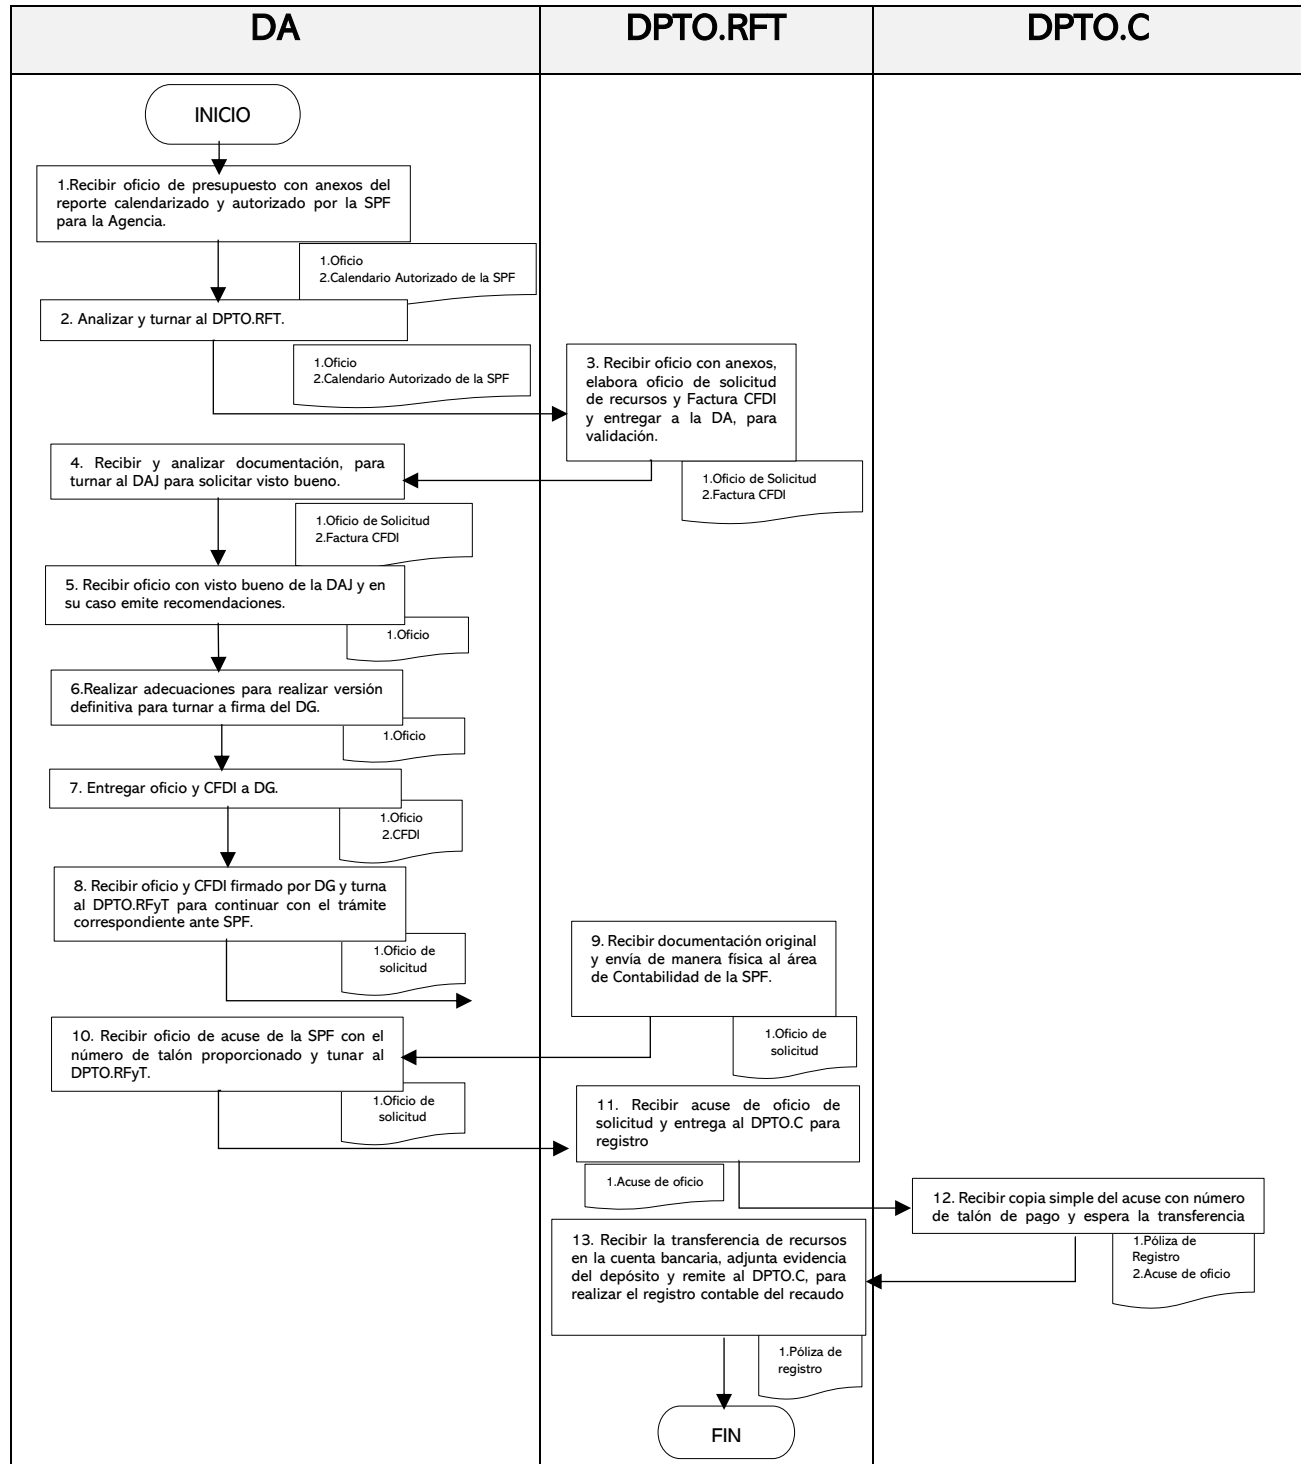 DA
DPTO.RFT
DPTO.C
INICIO
1.Recibir oficio de presupuesto con anexos del
reporte calendarizado y autorizado por la SPF
para la Agencia.
1.Oficio
2.Calendario Autorizado de la SPF
2. Analizar y turnar al DPTO.RFT.
1.Oficio
2.Calendario Autorizado de la SPF
3. Recibir oficio con anexos,
elabora oficio de solicitud
de recursos y Factura CFDI
y entregar a la DA, para
validación.
1.Oficio de Solicitud
2.Factura CFDI
4. Recibir y analizar documentación, para
turnar al DAJ para solicitar visto bueno.
1.Oficio de Solicitud
2.Factura CFDI
5. Recibir oficio con visto bueno de la DAJ y en
su caso emite recomendaciones.
1.Oficio
6.Realizar adecuaciones para realizar versión
definitiva para turnar a firma del DG.
1.Oficio
7. Entregar oficio y CFDI a DG.
1.Oficio
2.CFDI
8. Recibir oficio y CFDI firmado por DG y turna
al DPTO.RFyT para continuar con el trámite
correspondiente ante SPF.
1.Oficio de
solicitud
9. Recibir documentación original
y envía de manera física al área
de Contabilidad de la SPF.
1.Oficio de
solicitud
10. Recibir oficio de acuse de la SPF con el
número de talón proporcionado y tunar al
DPTO.RFyT.
1.Oficio de
solicitud
11. Recibir acuse de oficio de
solicitud y entrega al DPTO.C para
registro
1.Acuse de oficio
12. Recibir copia simple del acuse con número
de talón de pago y espera la transferencia
1.Póliza de
Registro
2.Acuse de oficio
13. Recibir la transferencia de recursos
en la cuenta bancaria, adjunta evidencia
del depósito y remite al DPTO.C, para
realizar el registro contable del recaudo
1.Póliza de
registro
FIN